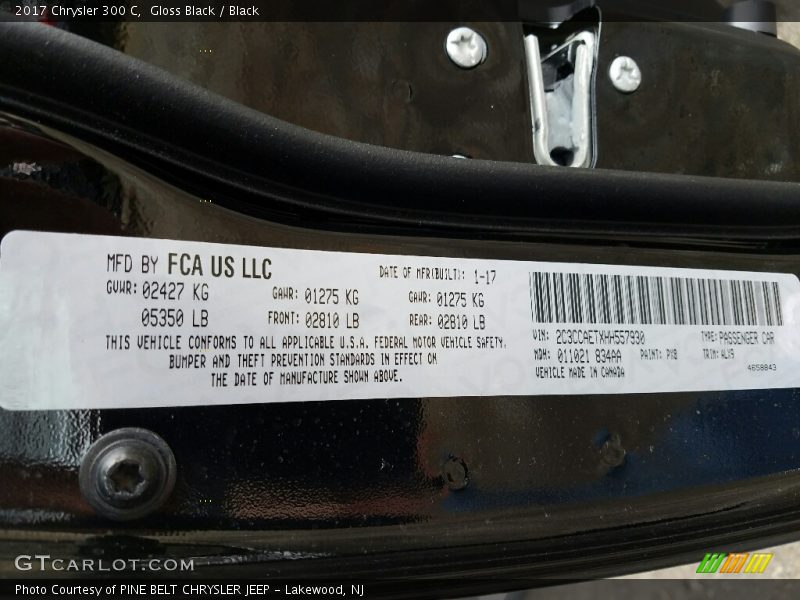 2017 Chrysler 300 C, Gloss Black / Black
MFD BY FCA US LLC
DATE OF MFR(BUILT): 1-17
GVWR: 02427 KG
GAWR: 01275 KG
GAWR: 01275 KG
05350 LB
FRONT: 02810 LB
REAR: 02810 LB
THIS VEHICLE CONFORMS TO ALL APPLICABLE U.S.A. FEDERAL MOTOR VEHICLE SAFETY,
BUMPER AND THEFT PREVENTION STANDARDS IN EFFECT ON
THE DATE OF MANUFACTURE SHOWN ABOVE.
VIN: 2C3CCAETXHH557930
TYPE: PASSENGER CAR
MDH: 011021 834AA
PAINT: PX8
TRIM: ALX9
VEHICLE MADE IN CANADA
4658843
GTCARLOT.COM
Photo Courtesy of PINE BELT CHRYSLER JEEP - Lakewood, NJ